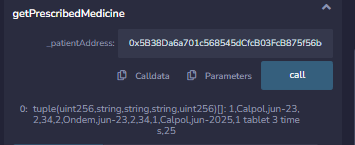 getPrescribedMedicine
_patientAddress: 0x5B38Da6a701c568545dCfcB03FcB875f56b
Calldata Parameters call
0: tuple(uint256,string,string,string,uint256)[]: 1,Calpol,jun-23,
2,34,2,Ondem,jun-23,2,34,1,Calpol,jun-2025,1 tablet 3 time
s,25